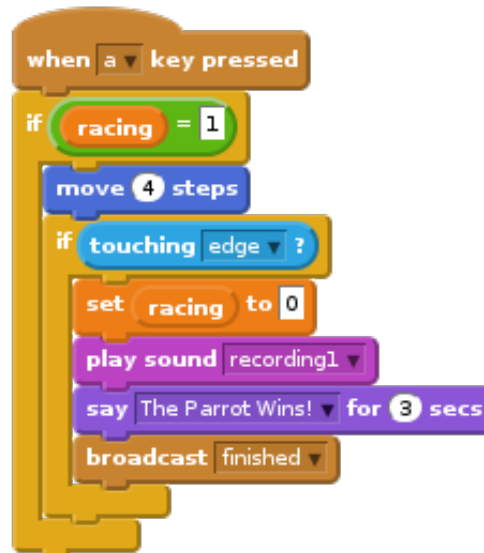 when a key pressed
if racing = 1
move 4 steps
if touching edge ?
set racing to 0
play sound recording1
say The Parrot Wins! for 3 secs
broadcast finished